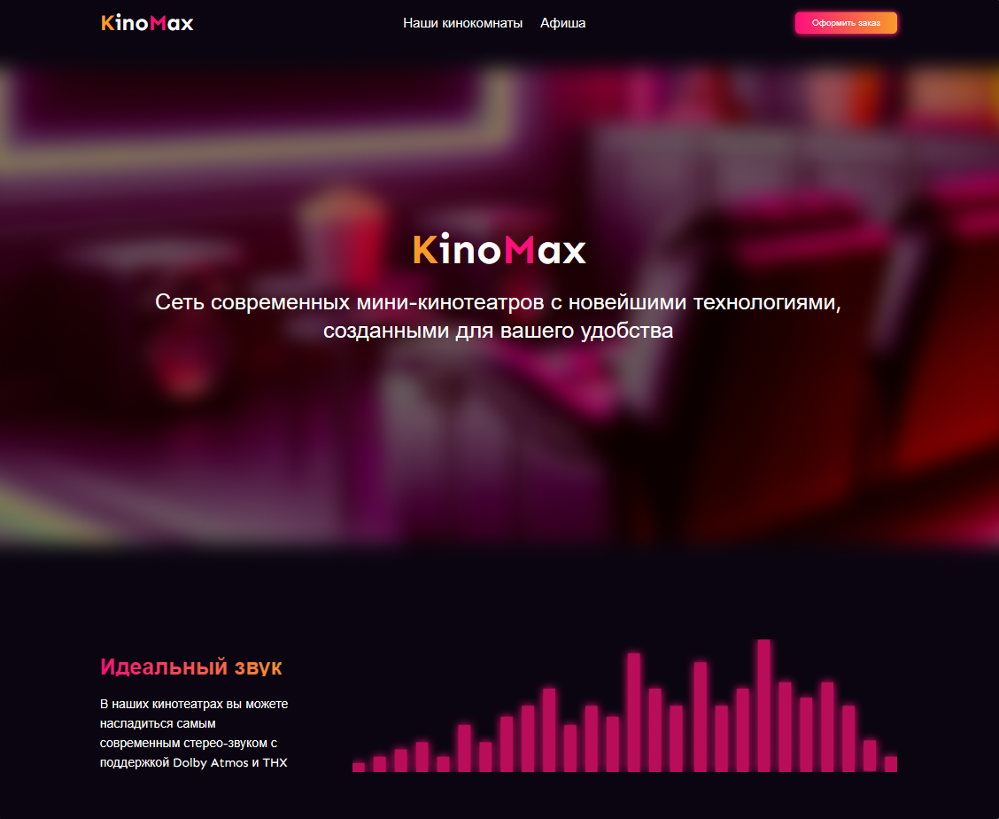 KinoMax
Наши кинокомнаты
Афиша
Оформить заказ
KinoMax
Сеть современных мини-кинотеатров с новейшими технологиями,
созданными для вашего удобства
Идеальный звук
В наших кинотеатрах вы можете
насладиться самым
современным стерео-звуком с
поддержкой Dolby Atmos и THX